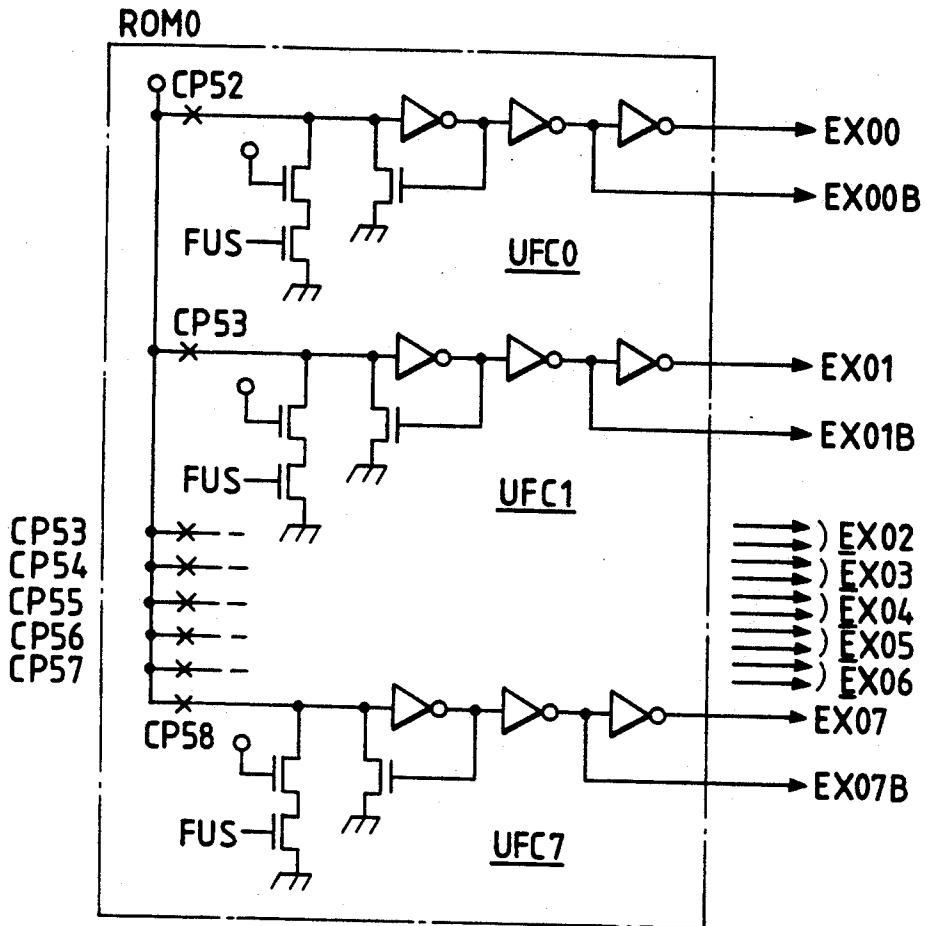 ROM0
CP52
EX00
EX00B
FUS
UFC0
CP53
EX01
EX01B
FUS
UFC1
CP53
EX02
CP54
EX03
CP55
EX04
CP56
EX05
CP57
EX06
CP58
EX07
EX07B
FUS
UFC7